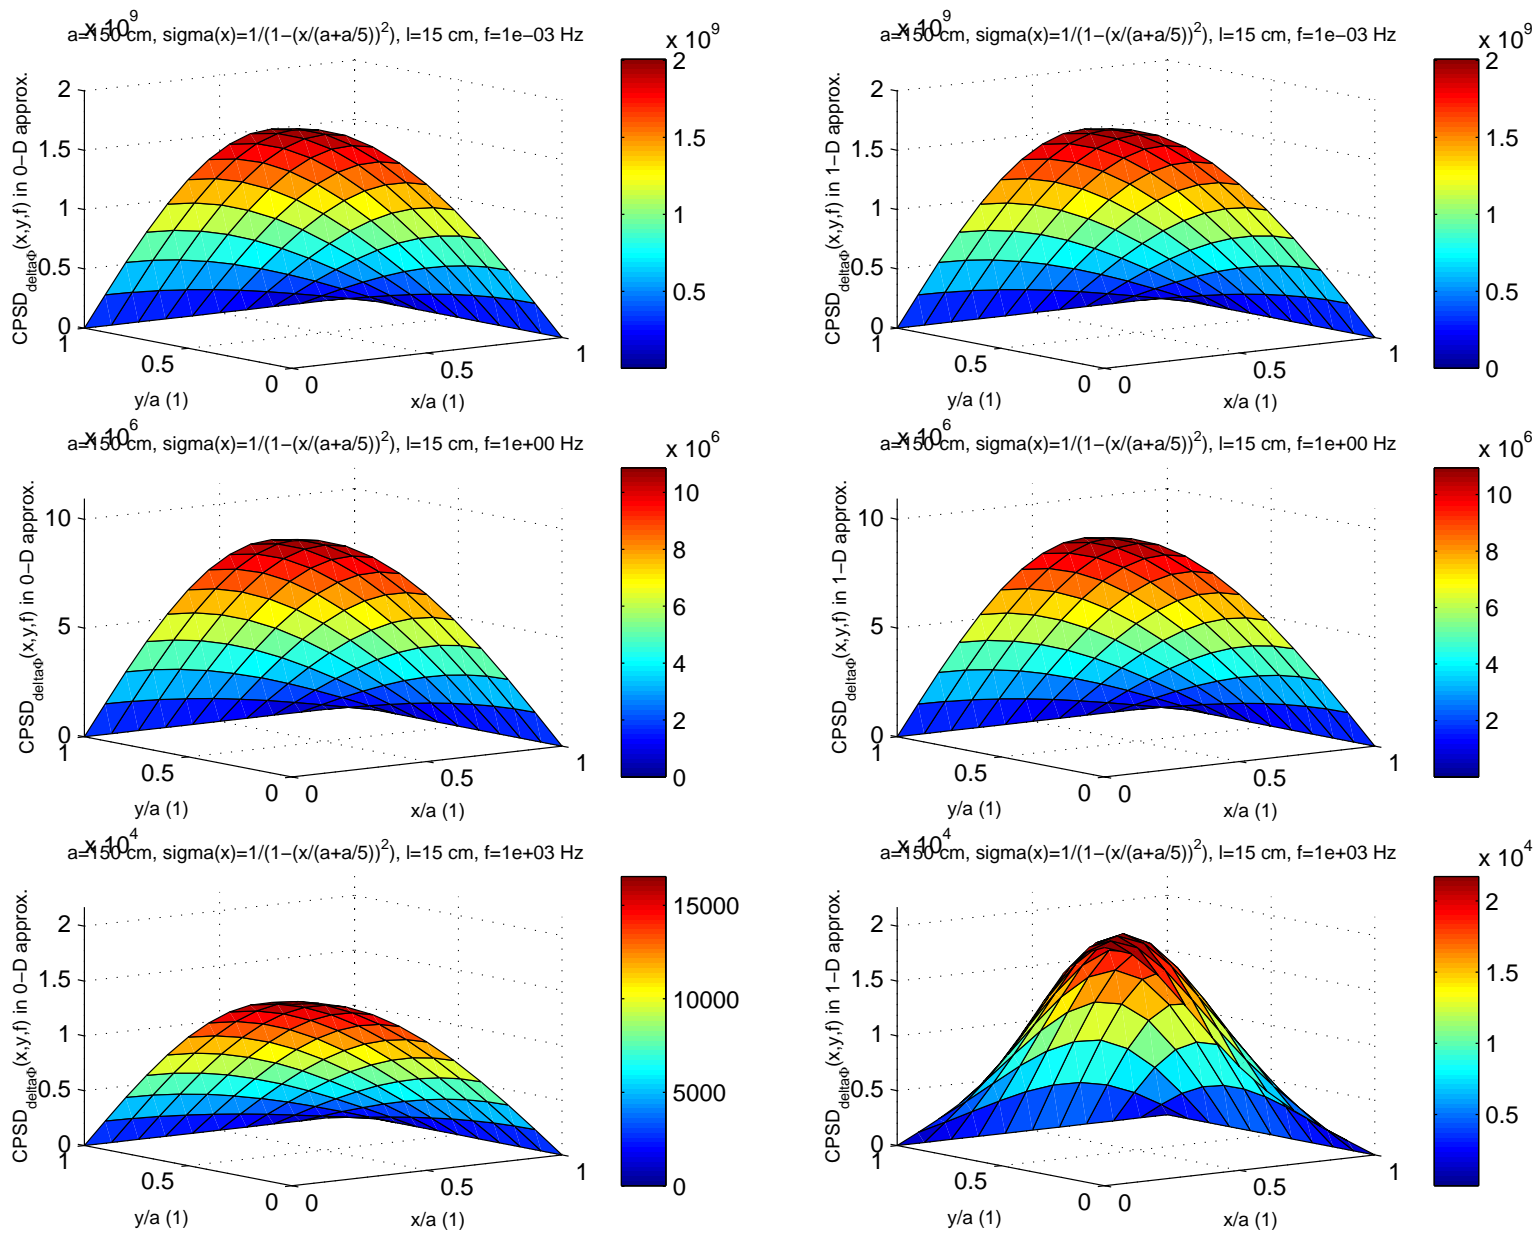 x 10^9
a=150 cm, sigma(x)=1/(1−(x/(a+a/5))^2), l=15 cm, f=1e−03 Hz
x 10^9
2
1.5
1
0.5
0
CPSD_deltaΦ(x,y,f) in 0−D approx.
1
0.5
0
y/a (1)
0
0.5
1
x/a (1)
2
1.5
1
0.5
x 10^9
a=150 cm, sigma(x)=1/(1−(x/(a+a/5))^2), l=15 cm, f=1e−03 Hz
x 10^9
2
1.5
1
0.5
0
CPSD_deltaΦ(x,y,f) in 1−D approx.
1
0.5
0
y/a (1)
0
0.5
1
x/a (1)
2
1.5
1
0.5
0
x 10^6
a=150 cm, sigma(x)=1/(1−(x/(a+a/5))^2), l=15 cm, f=1e+00 Hz
x 10^6
10
5
0
CPSD_deltaΦ(x,y,f) in 0−D approx.
1
0.5
0
y/a (1)
0
0.5
1
x/a (1)
10
8
6
4
2
0
x 10^6
a=150 cm, sigma(x)=1/(1−(x/(a+a/5))^2), l=15 cm, f=1e+00 Hz
x 10^6
10
5
0
CPSD_deltaΦ(x,y,f) in 1−D approx.
1
0.5
0
y/a (1)
0
0.5
1
x/a (1)
10
8
6
4
2
x 10^4
a=150 cm, sigma(x)=1/(1−(x/(a+a/5))^2), l=15 cm, f=1e+03 Hz
2
1.5
1
0.5
0
CPSD_deltaΦ(x,y,f) in 0−D approx.
1
0.5
0
y/a (1)
0
0.5
1
x/a (1)
15000
10000
5000
0
x 10^4
a=150 cm, sigma(x)=1/(1−(x/(a+a/5))^2), l=15 cm, f=1e+03 Hz
x 10^4
2
1.5
1
0.5
0
CPSD_deltaΦ(x,y,f) in 1−D approx.
1
0.5
0
y/a (1)
0
0.5
1
x/a (1)
2
1.5
1
0.5